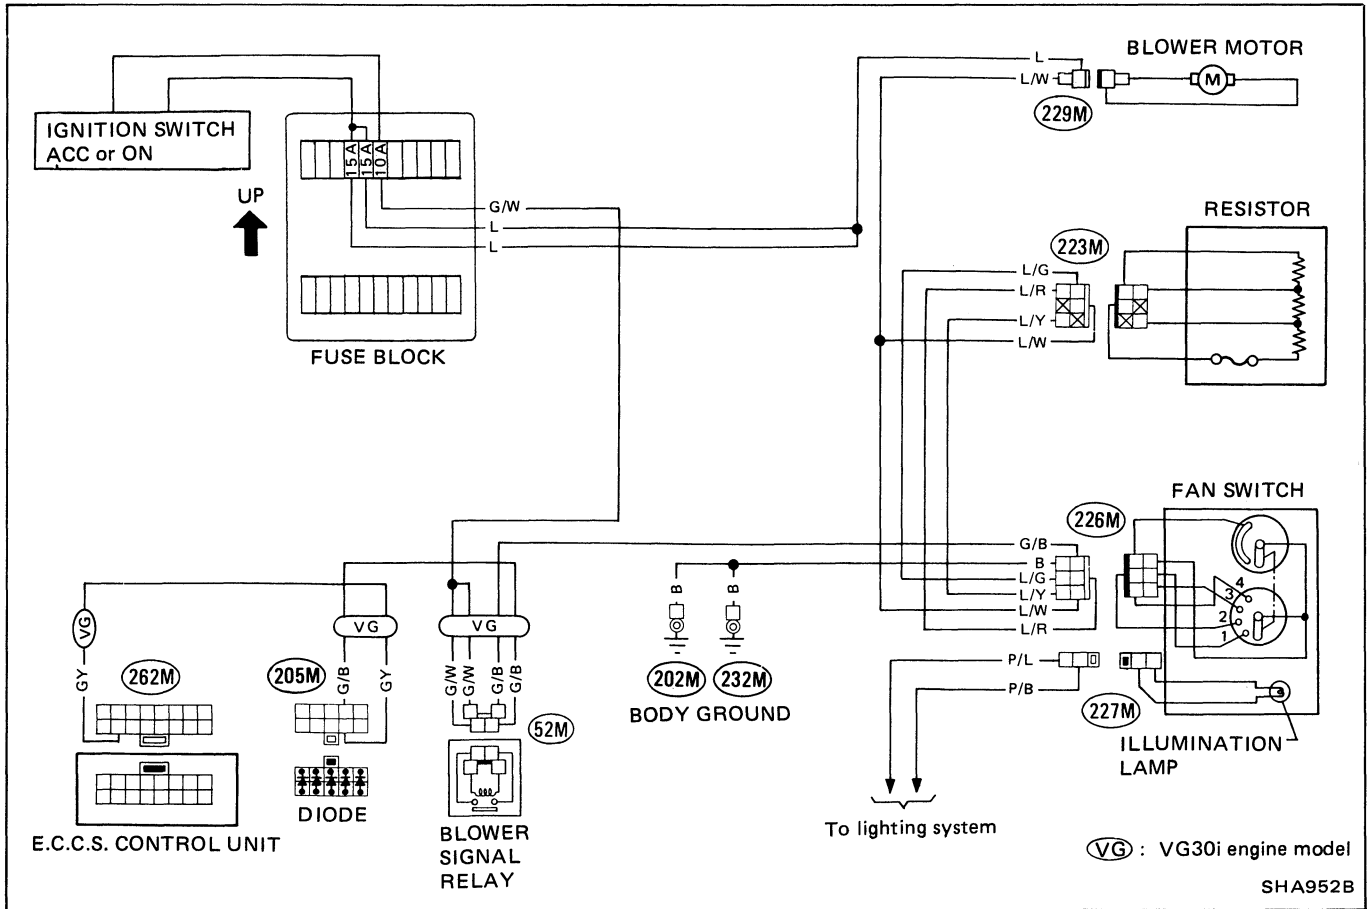 BLOWER MOTOR
L
L/W
M
229M
IGNITION SWITCH
ACC or ON
15A
15A
10A
UP
G/W
L
L
FUSE BLOCK
RESISTOR
223M
L/G
L/R
L/Y
L/W
FAN SWITCH
226M
G/B
B
L/G
L/Y
L/W
L/R
4
3
2
1
B
B
202M
232M
BODY GROUND
P/L
P/B
227M
ILLUMINATION
LAMP
To lighting system
VG
VG
VG
GY
262M
205M
G/B
GY
G/W
G/W
G/B
G/B
52M
E.C.C.S. CONTROL UNIT
DIODE
BLOWER
SIGNAL
RELAY
VG : VG30i engine model
SHA952B